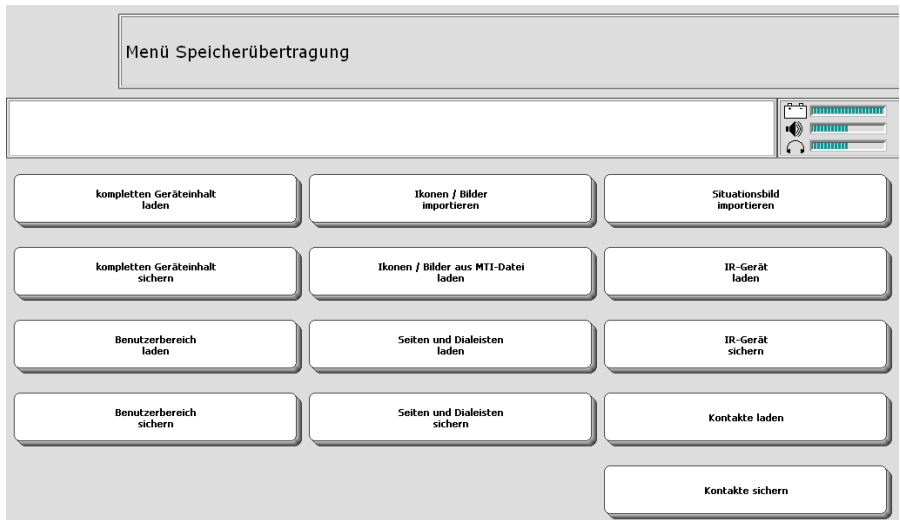 Menü Speicherübertragung
kompletten Geräteinhalt
laden
Ikonen / Bilder
importieren
Situationsbild
importieren
kompletten Geräteinhalt
sichern
Ikonen / Bilder aus MTI-Datei
laden
IR-Gerät
laden
Benutzerbereich
laden
Seiten und Dialeisten
laden
IR-Gerät
sichern
Benutzerbereich
sichern
Seiten und Dialeisten
sichern
Kontakte laden
Kontakte sichern